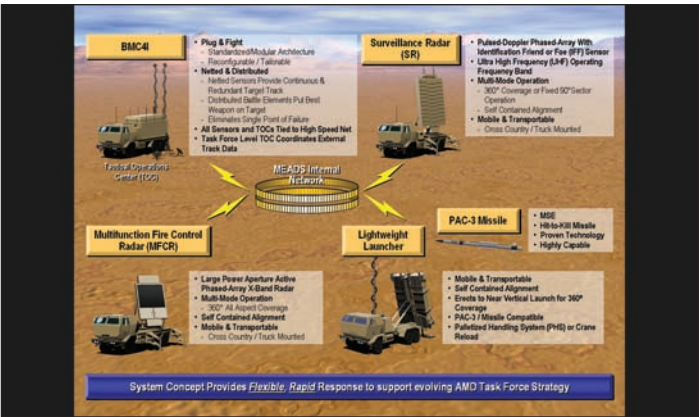 BMC4I
• Plug & Fight
- Standardized/Modular Architecture
- Reconfigurable / Tailorable
• Netted & Distributed
- Netted Sensors Provide Continuous &
Redundant Target Track
- Distributed Battle Elements Put Best
Weapon on Target
- Eliminates Single Point of Failure
• All Sensors and TOCs Tied to High Speed Net
• Task Force Level TOC Coordinates External
Track Data
Tactical Operations
Center (TOC)
Surveillance Radar
(SR)
• Pulsed-Doppler Phased-Array With
Identification Friend or Foe (IFF) Sensor
• Ultra High Frequency (UHF) Operating
Frequency Band
• Multi-Mode Operation
- 360° Coverage or Fixed 90° Sector
Operation
- Self Contained Alignment
• Mobile & Transportable
- Cross Country / Truck Mounted
MEADS Internal
Network
Multifunction Fire Control
Radar (MFCR)
• Large Power Aperture Active
Phased-Array X-Band Radar
• Multi-Mode Operation
- 360° All Aspect Coverage
• Self Contained Alignment
• Mobile & Transportable
- Cross Country / Truck Mounted
Lightweight
Launcher
PAC-3 Missile
• MSE
• Hit-to-Kill Missile
• Proven Technology
• Highly Capable
• Mobile & Transportable
• Self Contained Alignment
• Erects to Near Vertical Launch for 360°
Coverage
• PAC-3 / Missile Compatible
• Palletized Handling System (PHS) or Crane
Reload
System Concept Provides Flexible, Rapid Response to support evolving AMD Task Force Strategy